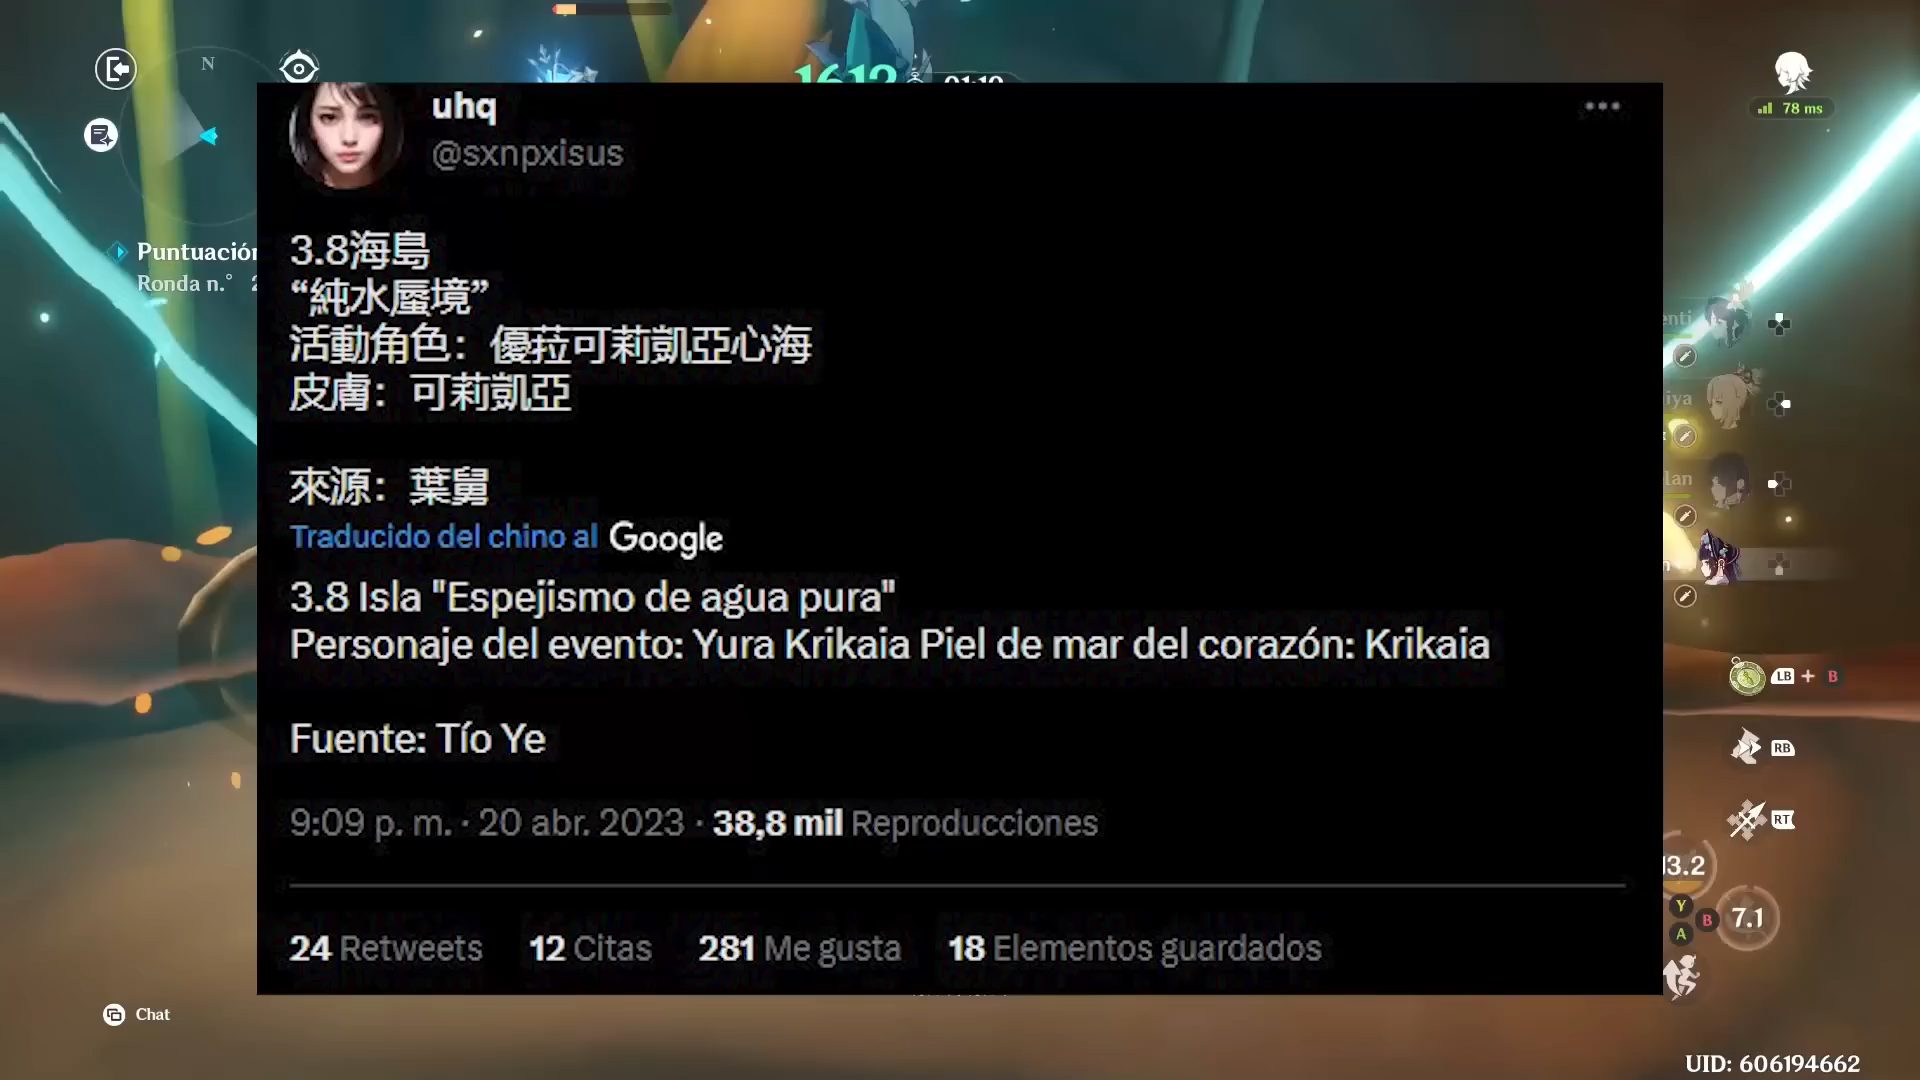 N
78 ms
Puntuación
Ronda n.°
uhq
@sxnpxisus
3.8海島
“純水蜃境”
活動角色：優菈可莉凱亞心海
皮膚：可莉凱亞
來源：葉舅
Traducido del chino al Google
3.8 Isla "Espejismo de agua pura"
Personaje del evento: Yura Krikaia Piel de mar del corazón: Krikaia
Fuente: Tío Ye
9:09 p. m. · 20 abr. 2023 · 38,8 mil Reproducciones
24 Retweets 12 Citas 281 Me gusta 18 Elementos guardados
LB + B
RB
RT
13.2
Y
B
A
7.1
Chat
UID: 606194662